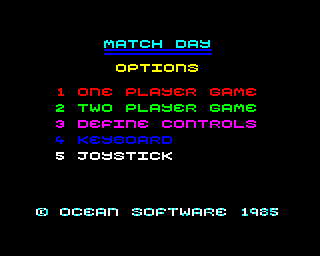 MATCH DAY
OPTIONS
1 ONE PLAYER GAME
2 TWO PLAYER GAME
3 DEFINE CONTROLS
4 KEYBOARD
5 JOYSTICK
© OCEAN SOFTWARE 1985